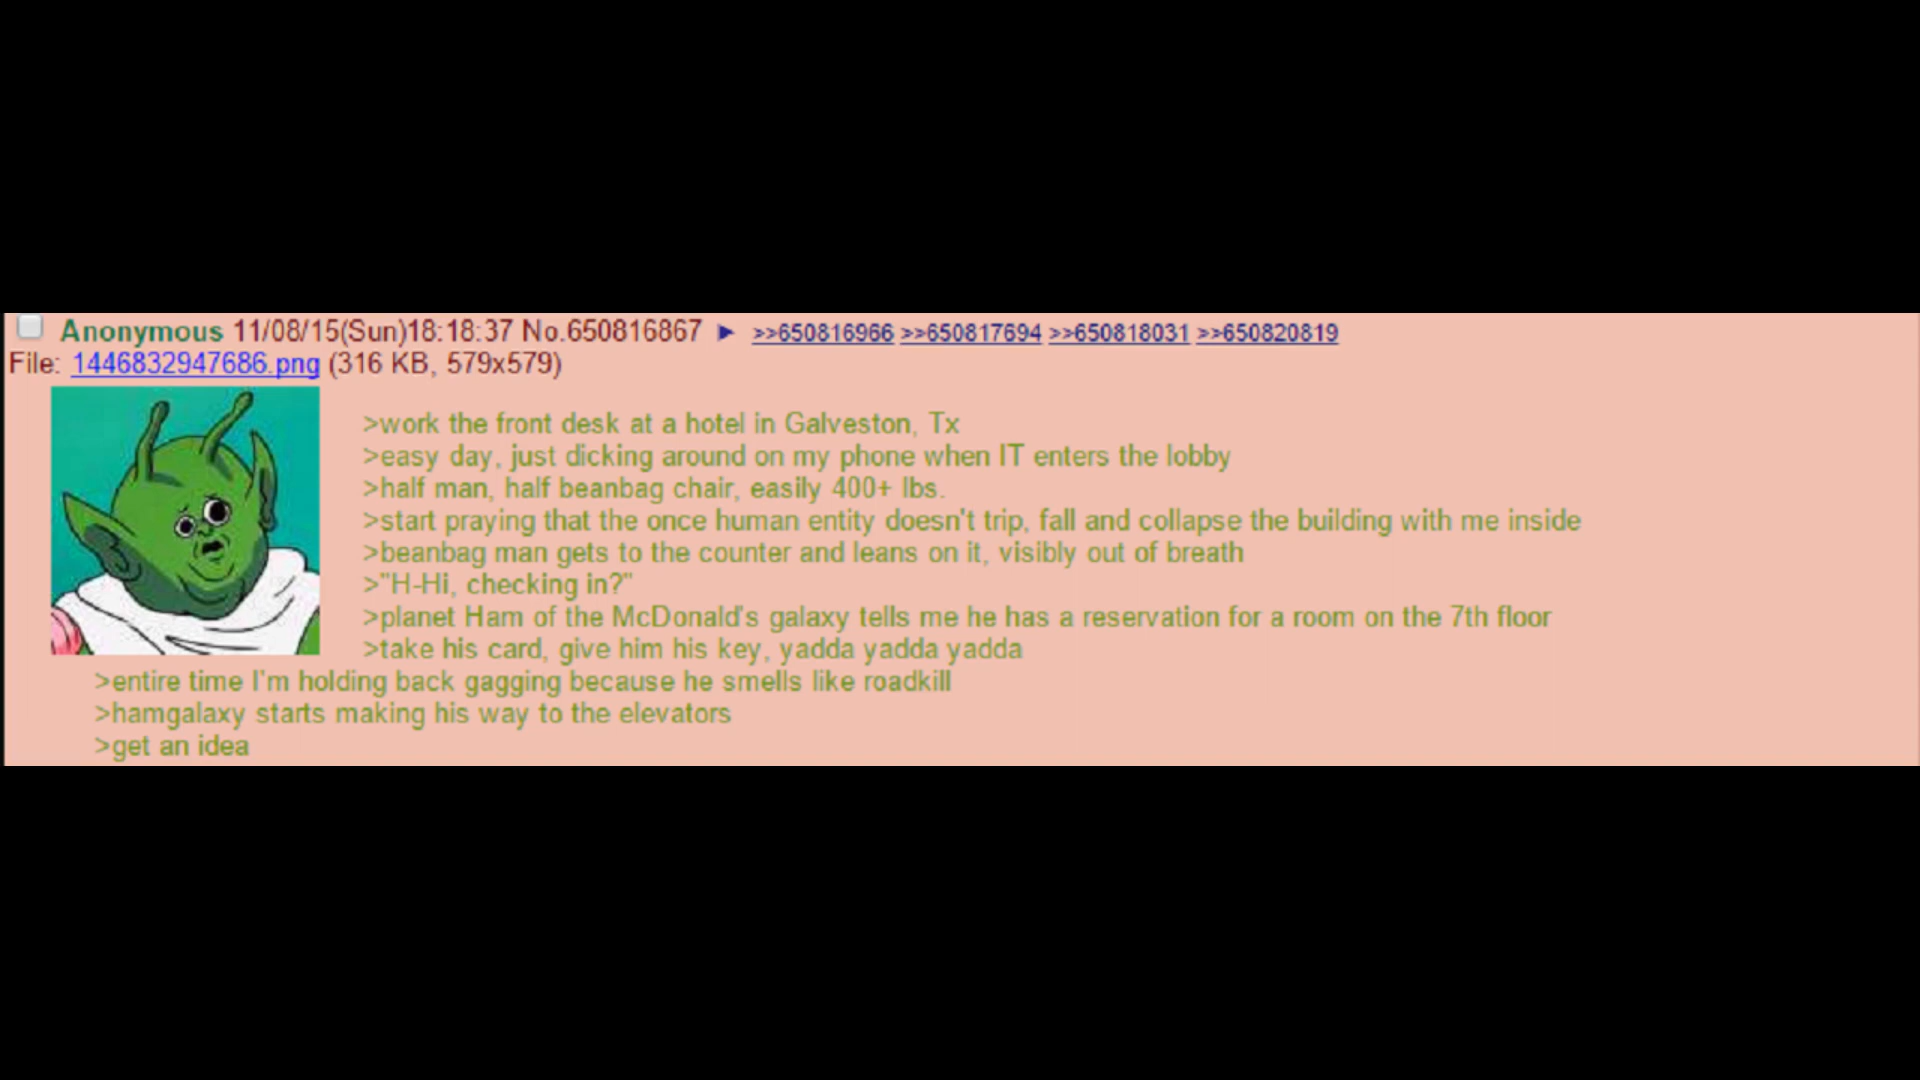 Anonymous 11/08/15(Sun)18:18:37 No.650816867 ▶ >>650816966 >>650817694 >>650818031 >>650820819
File: 1446832947686.png (316 KB, 579x579)
>work the front desk at a hotel in Galveston, Tx
>easy day, just dicking around on my phone when IT enters the lobby
>half man, half beanbag chair, easily 400+ lbs.
>start praying that the once human entity doesn't trip, fall and collapse the building with me inside
>beanbag man gets to the counter and leans on it, visibly out of breath
>"H-Hi, checking in?"
>planet Ham of the McDonald's galaxy tells me he has a reservation for a room on the 7th floor
>take his card, give him his key, yadda yadda yadda
>entire time I'm holding back gagging because he smells like roadkill
>hamgalaxy starts making his way to the elevators
>get an idea